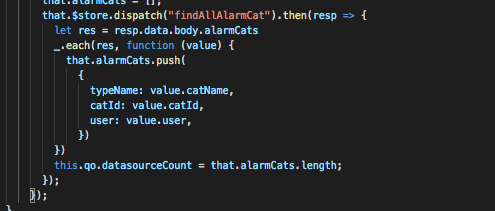 that.alarmCats = [];
that.$store.dispatch("findAllAlarmCat").then(resp => {
let res = resp.data.body.alarmCats
_.each(res, function (value) {
that.alarmCats.push(
{
typeName: value.catName,
catId: value.catId,
user: value.user,
})
})
this.qo.datasourceCount = that.alarmCats.length;
});
});
}